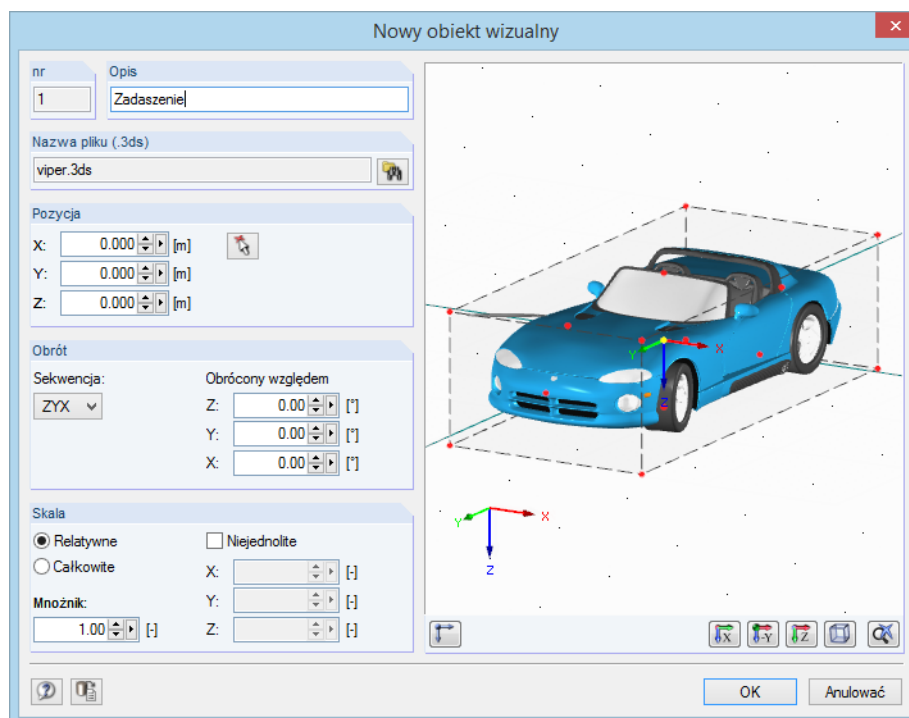 Nowy obiekt wizualny
nr
Opis
1
Zadaszenie
Nazwa pliku (.3ds)
viper.3ds
Pozycja
X: 0.000 [m]
Y: 0.000 [m]
Z: 0.000 [m]
Obrót
Sekwencja:
Obrócony względem
ZYX
Z: 0.00 [°]
Y: 0.00 [°]
X: 0.00 [°]
Skala
Relatywne
Niejednolite
Całkowite
X: [-]
Mnożnik:
Y: [-]
1.00 [-]
Z: [-]
Y
X
Z
Y
X
Z
X
-Y
Z
OK
Anulować